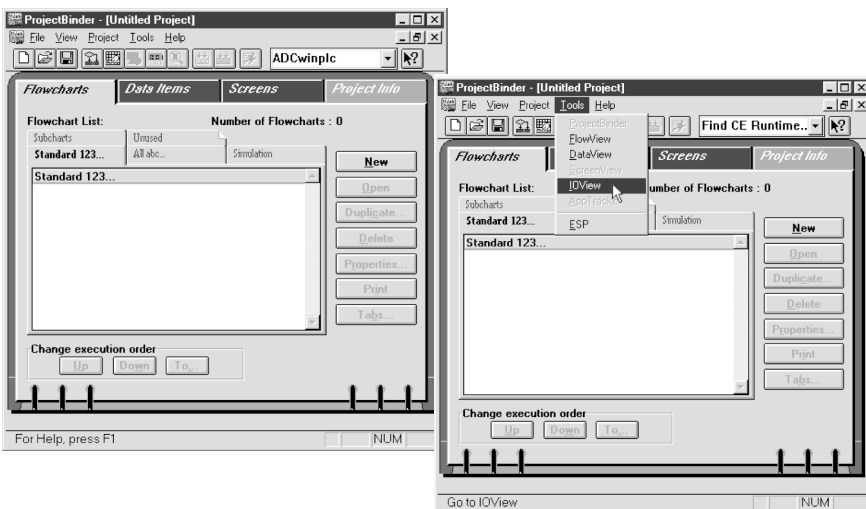 ProjectBinder - [Untitled Project]
File View Project Tools Help
ADCwinplc
Flowcharts Data Items Screens Project Info
Flowchart List: Number of Flowcharts : 0
Subcharts Unused
Standard 123... All abc... Simulation
Standard 123...
New
Open
Duplicate...
Delete
Properties...
Print
Tabs...
Change execution order
Up Down To...
For Help, press F1 NUM
ProjectBinder - [Untitled Project]
File View Project Tools Help
Find CE Runtime..
ProjectBinder
FlowView
DataView
ScreenView
IOView
AppTracker
ESP
Flowcharts Screens Project Info
Flowchart List: umber of Flowcharts : 0
Subcharts
Standard 123... Simulation
Standard 123...
New
Open
Duplicate...
Delete
Properties...
Print
Tabs...
Change execution order
Up Down To...
Go to IOView NUM